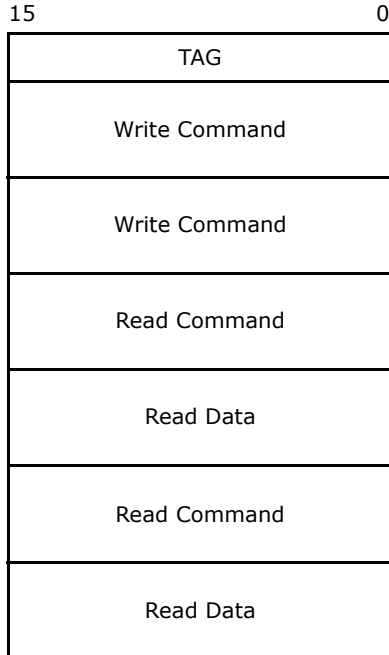 15 0
TAG
Write Command
Write Command
Read Command
Read Data
Read Command
Read Data